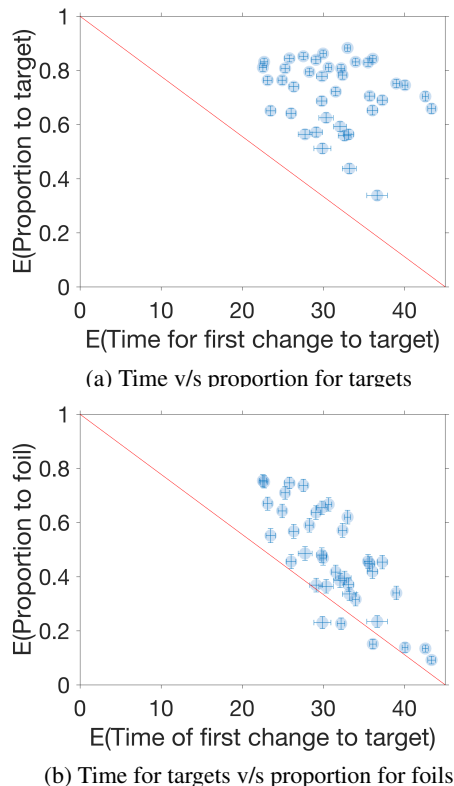 1
0.8
0.6
0.4
0.2
0
E(Proportion to target)
0 10 20 30 40
E(Time for first change to target)
(a) Time v/s proportion for targets
1
0.8
0.6
0.4
0.2
0
E(Proportion to foil)
0 10 20 30 40
E(Time of first change to target)
(b) Time for targets v/s proportion for foils